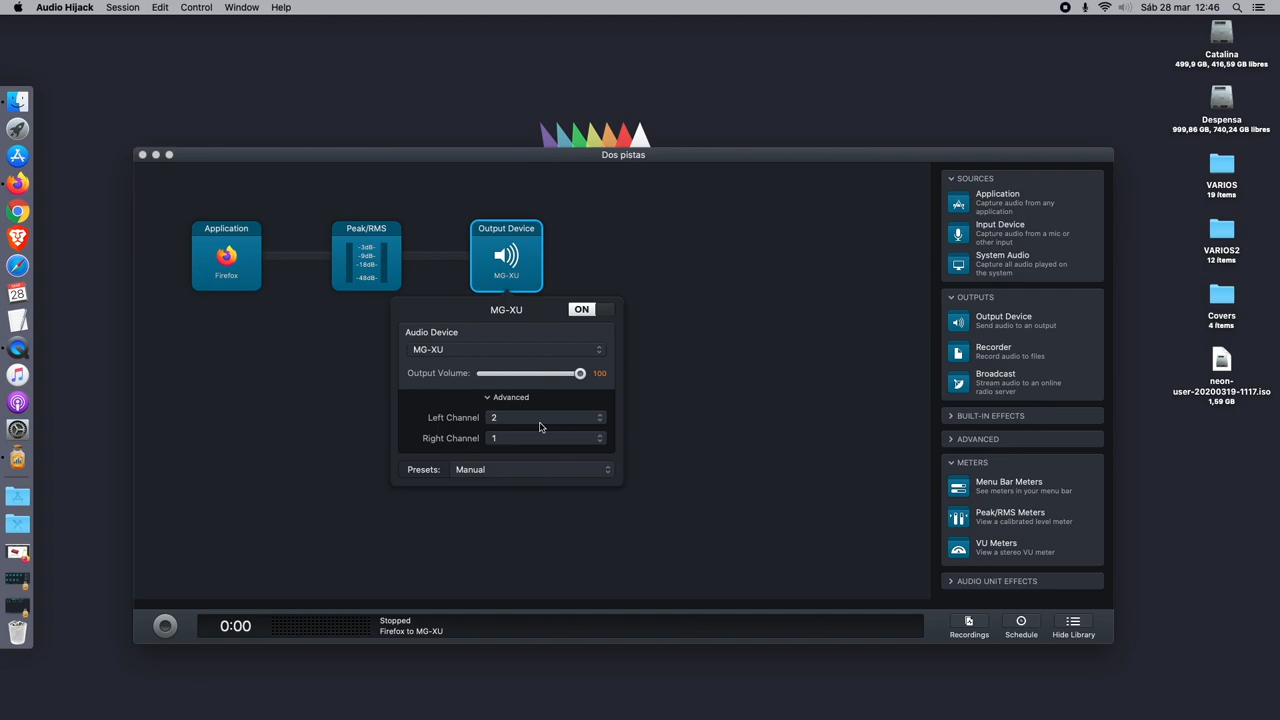 Audio Hijack Session Edit Control Window Help
Sáb 28 mar 12:46
Catalina
499,9 GB, 416,59 GB libres
Despensa
999,86 GB, 740,24 GB libres
VARIOS
19 ítems
VARIOS2
12 ítems
Covers
4 ítems
neon-
user-20200319-1117.iso
1,59 GB
Dos pistas
Application
Firefox
Peak/RMS
-3dB-
-9dB-
-18dB-
-48dB-
Output Device
MG-XU
MG-XU ON
Audio Device
MG-XU
Output Volume: 100
Advanced
Left Channel 2
Right Channel 1
Presets: Manual
SOURCES
Application
Capture audio from any
application
Input Device
Capture audio from a mic or
other input
System Audio
Capture all audio played on
the system
OUTPUTS
Output Device
Send audio to an output
Recorder
Record audio to files
Broadcast
Stream audio to an online
radio server
BUILT-IN EFFECTS
ADVANCED
METERS
Menu Bar Meters
See meters in your menu bar
Peak/RMS Meters
View a calibrated level meter
VU Meters
View a stereo VU meter
AUDIO UNIT EFFECTS
0:00
Stopped
Firefox to MG-XU
Recordings
Schedule
Hide Library